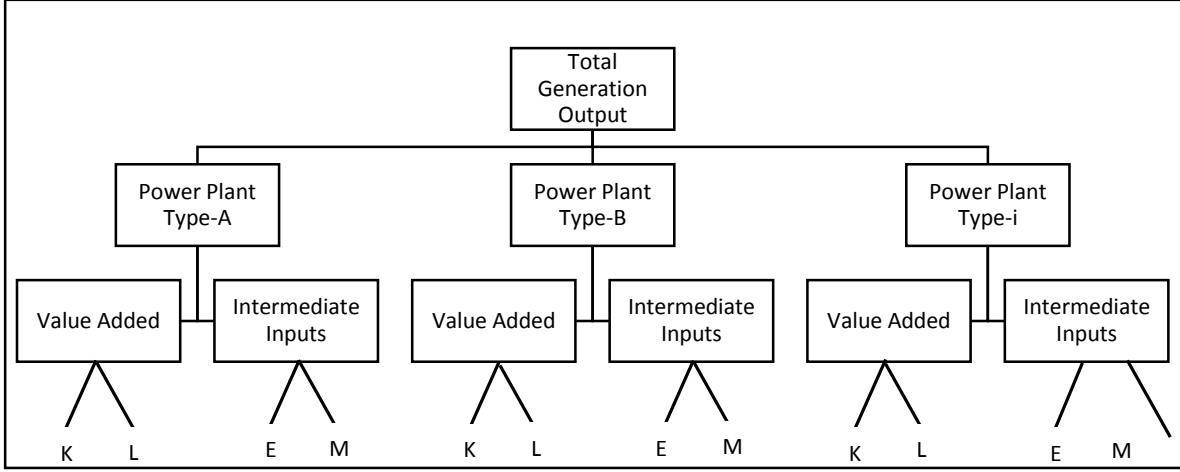 Total
Generation
Output
Power Plant
Type-A
Power Plant
Type-B
Power Plant
Type-i
Value Added
Intermediate
Inputs
Value Added
Intermediate
Inputs
Value Added
Intermediate
Inputs
K
L
E
M
K
L
E
M
K
L
E
M